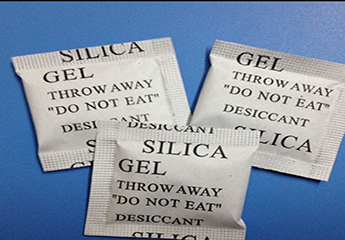 SILICA
GEL
THROW AWAY
"DO NOT EAT"
DESICCANT
GEL
THROW AWAY
"DO NOT EAT"
DESICCANT
SILICA
DESICCANT
SILICA
GEL
THROW AWAY
"DO NOT EAT"
DESICCANT
SILICA